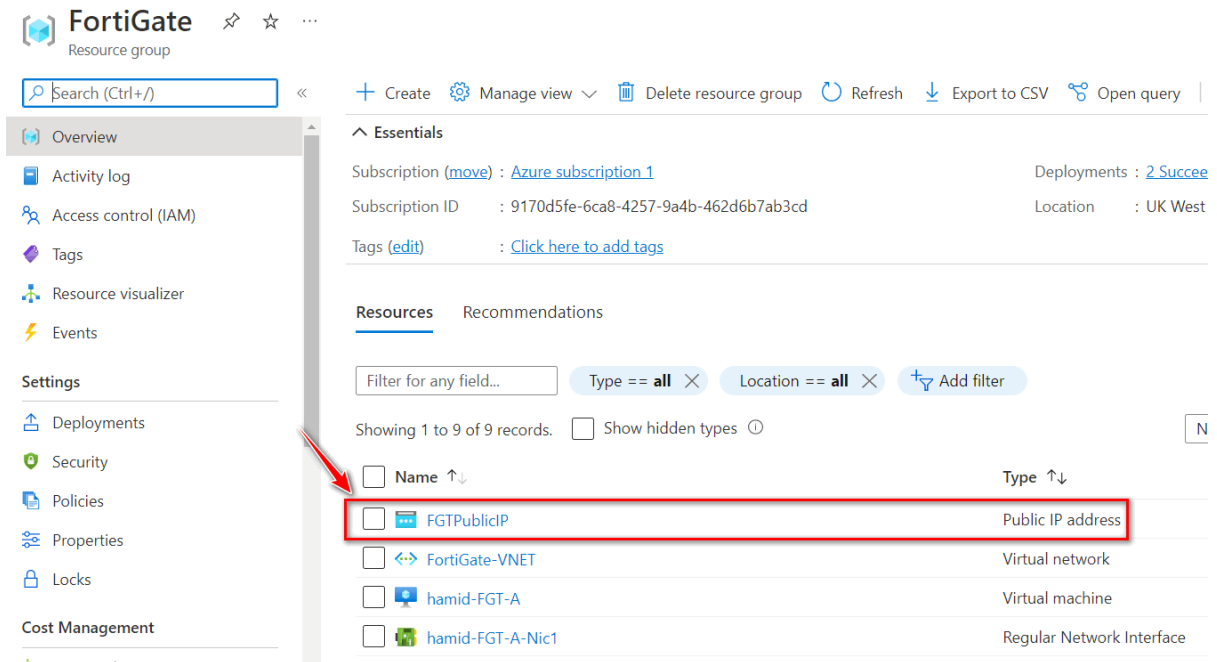 FortiGate
Resource group
Search (Ctrl+/)
Overview
Activity log
Access control (IAM)
Tags
Resource visualizer
Events
Settings
Deployments
Security
Policies
Properties
Locks
Cost Management
Create Manage view Delete resource group Refresh Export to CSV Open query
Essentials
Subscription (move) : Azure subscription 1 Deployments : 2 Succee
Subscription ID : 9170d5fe-6ca8-4257-9a4b-462d6b7ab3cd Location : UK West
Tags (edit) : Click here to add tags
Resources Recommendations
Filter for any field... Type == all Location == all Add filter
Showing 1 to 9 of 9 records. Show hidden types N
Name Type
FGTPublicIP Public IP address
FortiGate-VNET Virtual network
hamid-FGT-A Virtual machine
hamid-FGT-A-Nic1 Regular Network Interface